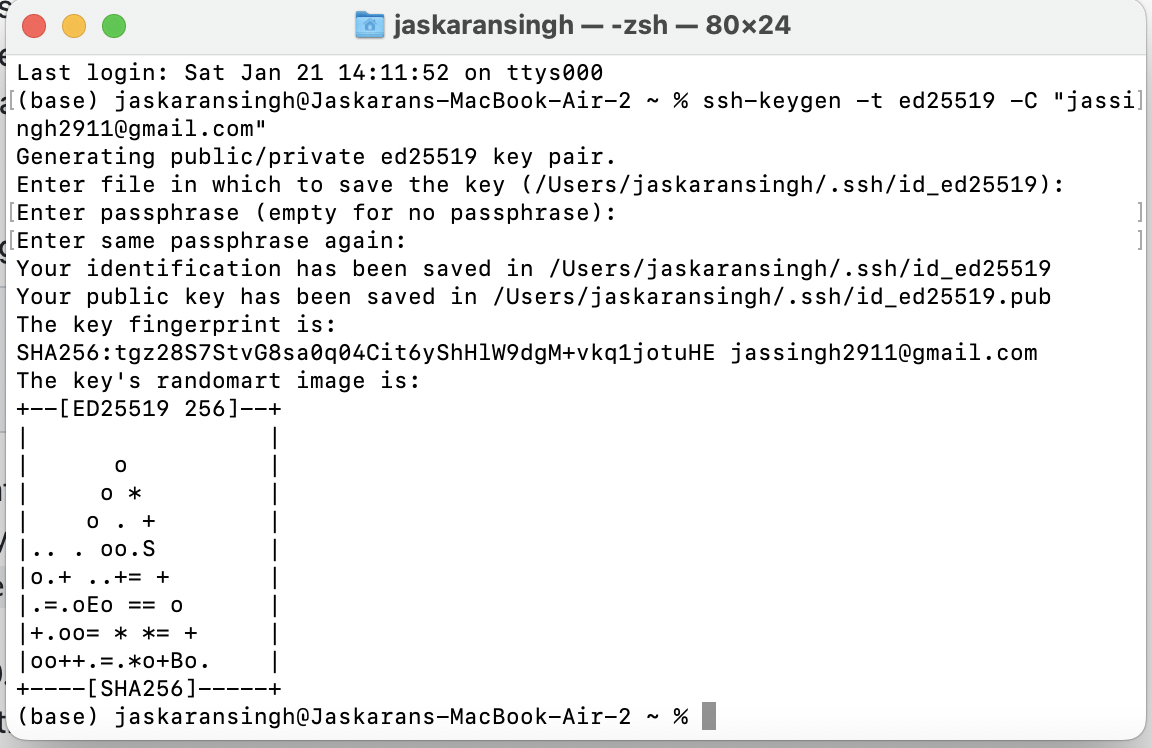 jaskaransingh — -zsh — 80×24
Last login: Sat Jan 21 14:11:52 on ttys000
[(base) jaskaransingh@Jaskarans-MacBook-Air-2 ~ % ssh-keygen -t ed25519 -C "jassi]
ngh2911@gmail.com"
Generating public/private ed25519 key pair.
Enter file in which to save the key (/Users/jaskaransingh/.ssh/id_ed25519):
[Enter passphrase (empty for no passphrase): ]
[Enter same passphrase again: ]
Your identification has been saved in /Users/jaskaransingh/.ssh/id_ed25519
Your public key has been saved in /Users/jaskaransingh/.ssh/id_ed25519.pub
The key fingerprint is:
SHA256:tgz28S7StvG8sa0q04Cit6yShHlW9dgM+vkq1jotuHE jassingh2911@gmail.com
The key's randomart image is:
+--[ED25519 256]--+
|                 |
|      o          |
|     o *         |
|    o . +        |
|.. . oo.S        |
|o.+ ..+= +       |
|.=.oEo == o      |
|+.oo= * *= +     |
|oo++.=.*o+Bo.    |
+----[SHA256]-----+
(base) jaskaransingh@Jaskarans-MacBook-Air-2 ~ %